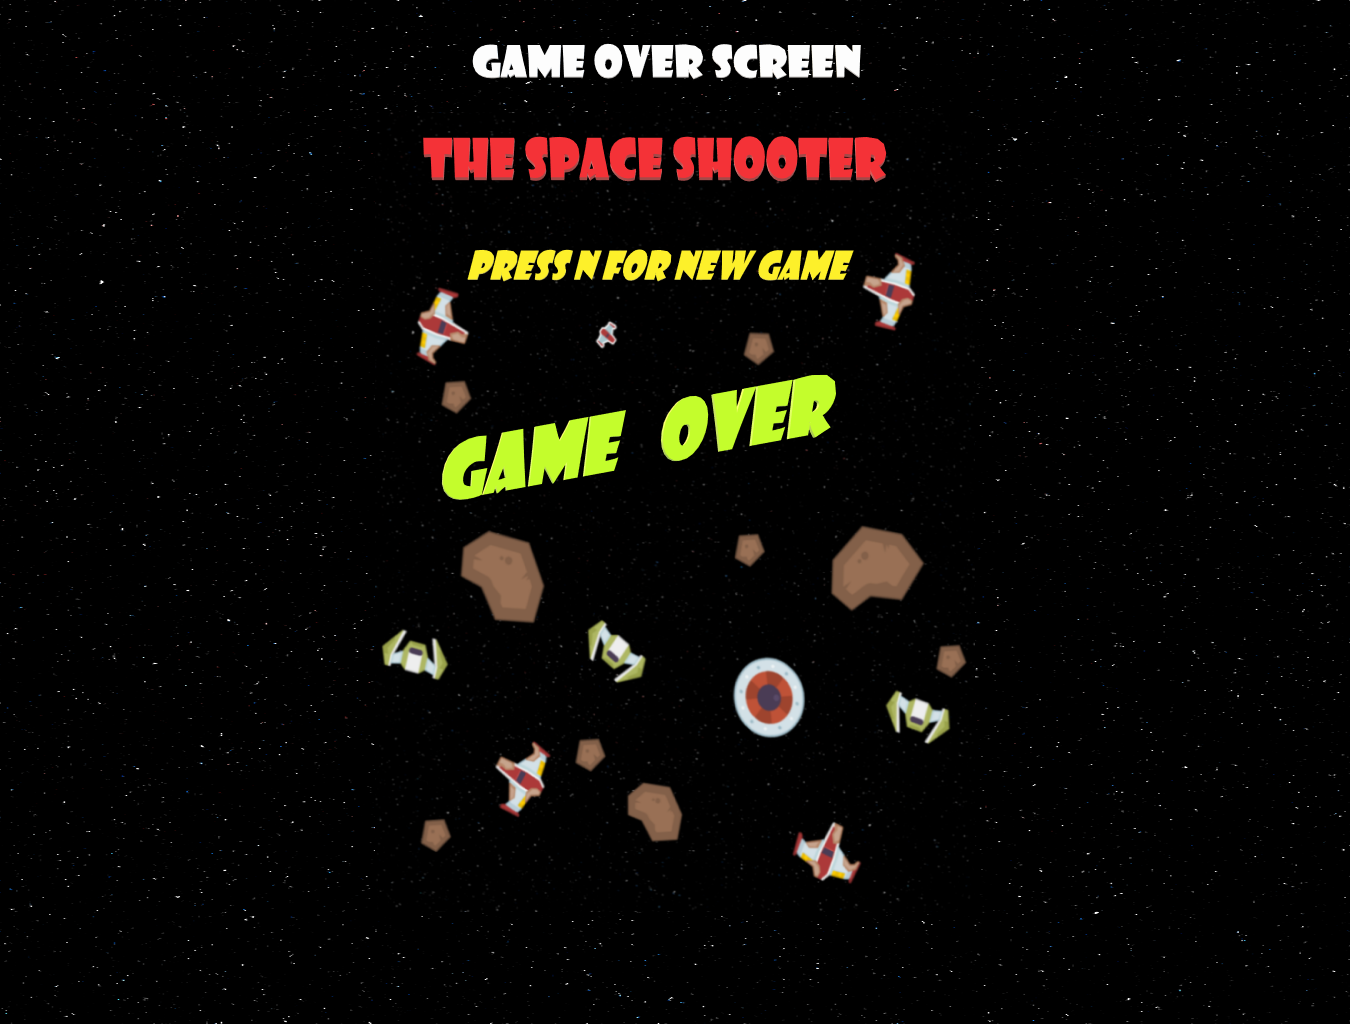 GAME OVER SCREEN
THE SPACE SHOOTER
PRESS N FOR NEW GAME
GAME OVER